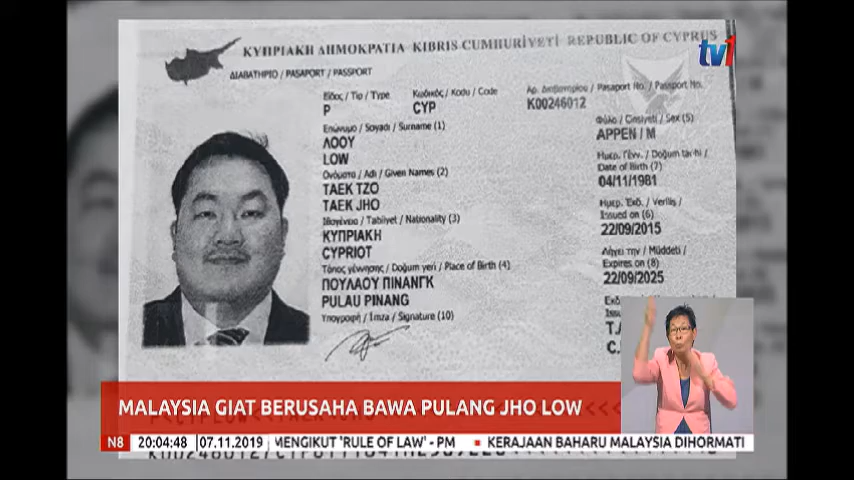 ΚΥΠΡΙΑΚΗ ΔΗΜΟΚΡΑΤΙΑ KIBRIS CUMHURİYETİ REPUBLIC OF CYPRUS
tv1
ΔΙΑΒΑΤΗΡΙΟ / PASAPORT / PASSPORT
Είδος / Tip / Type
P
Κωδικός / Kodu / Code
CYP
Αρ. Διαβατηρίου / Pasaport No. / Passport No.
K00246012
Επώνυμο / Soyadı / Surname (1)
ΛΟΟΥ
LOW
Φύλο / Cinsiyeti / Sex (5)
ΑΡΡΕΝ / M
Ονόματα / Adı / Given Names (2)
ΤΑΕΚ ΤΖΟ
TAEK JHO
Ημερ. Γένν. / Doğum tarihi /
Date of Birth (7)
04/11/1981
Ιθαγένεια / Tabiiyet / Nationality (3)
ΚΥΠΡΙΑΚΗ
CYPRIOT
Ημερ. Έκδ. / Veriliş /
Issued on (6)
22/09/2015
Τόπος γέννησης / Doğum yeri / Place of Birth (4)
ΠΟΥΛΑΟΥ ΠΙΝΑΝΓΚ
PULAU PINANG
Λήγει την / Müddeti /
Expires on (8)
22/09/2025
Υπογραφή / İmza / Signature (10)
MALAYSIA GIAT BERUSAHA BAWA PULANG JHO LOW
N8 20:04:48 07.11.2019 MENGIKUT 'RULE OF LAW' - PM KERAJAAN BAHARU MALAYSIA DIHORMATI